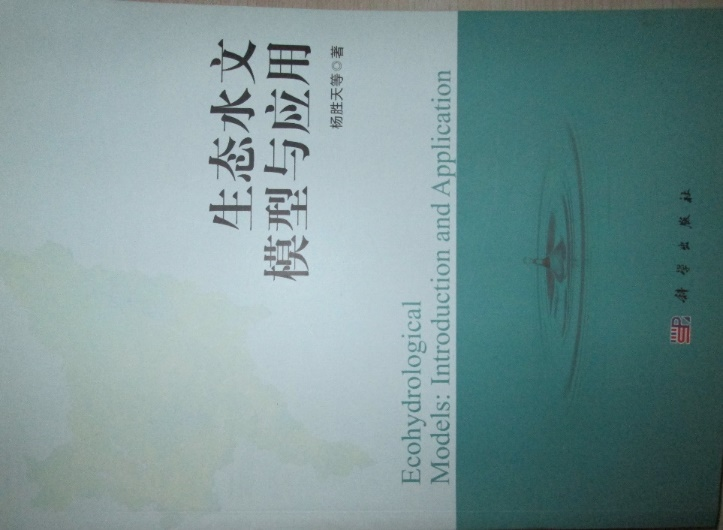 生态水文
模型与应用
杨胜天等◎著
Ecohydrological
Models: Introduction and Application
科学出版社